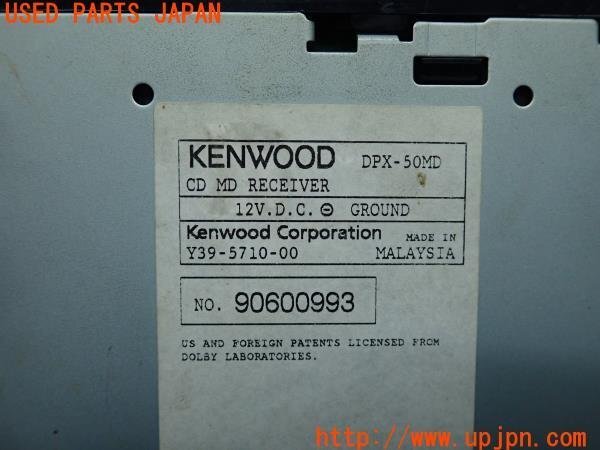 USED PARTS JAPAN
KENWOOD DPX-50MD
CD MD RECEIVER
12V.D.C. ⊖ GROUND
Kenwood Corporation MADE IN
Y39-5710-00 MALAYSIA
NO. 90600993
US AND FOREIGN PATENTS LICENSED FROM
DOLBY LABORATORIES.
UPJ http://www.upjpn.com/